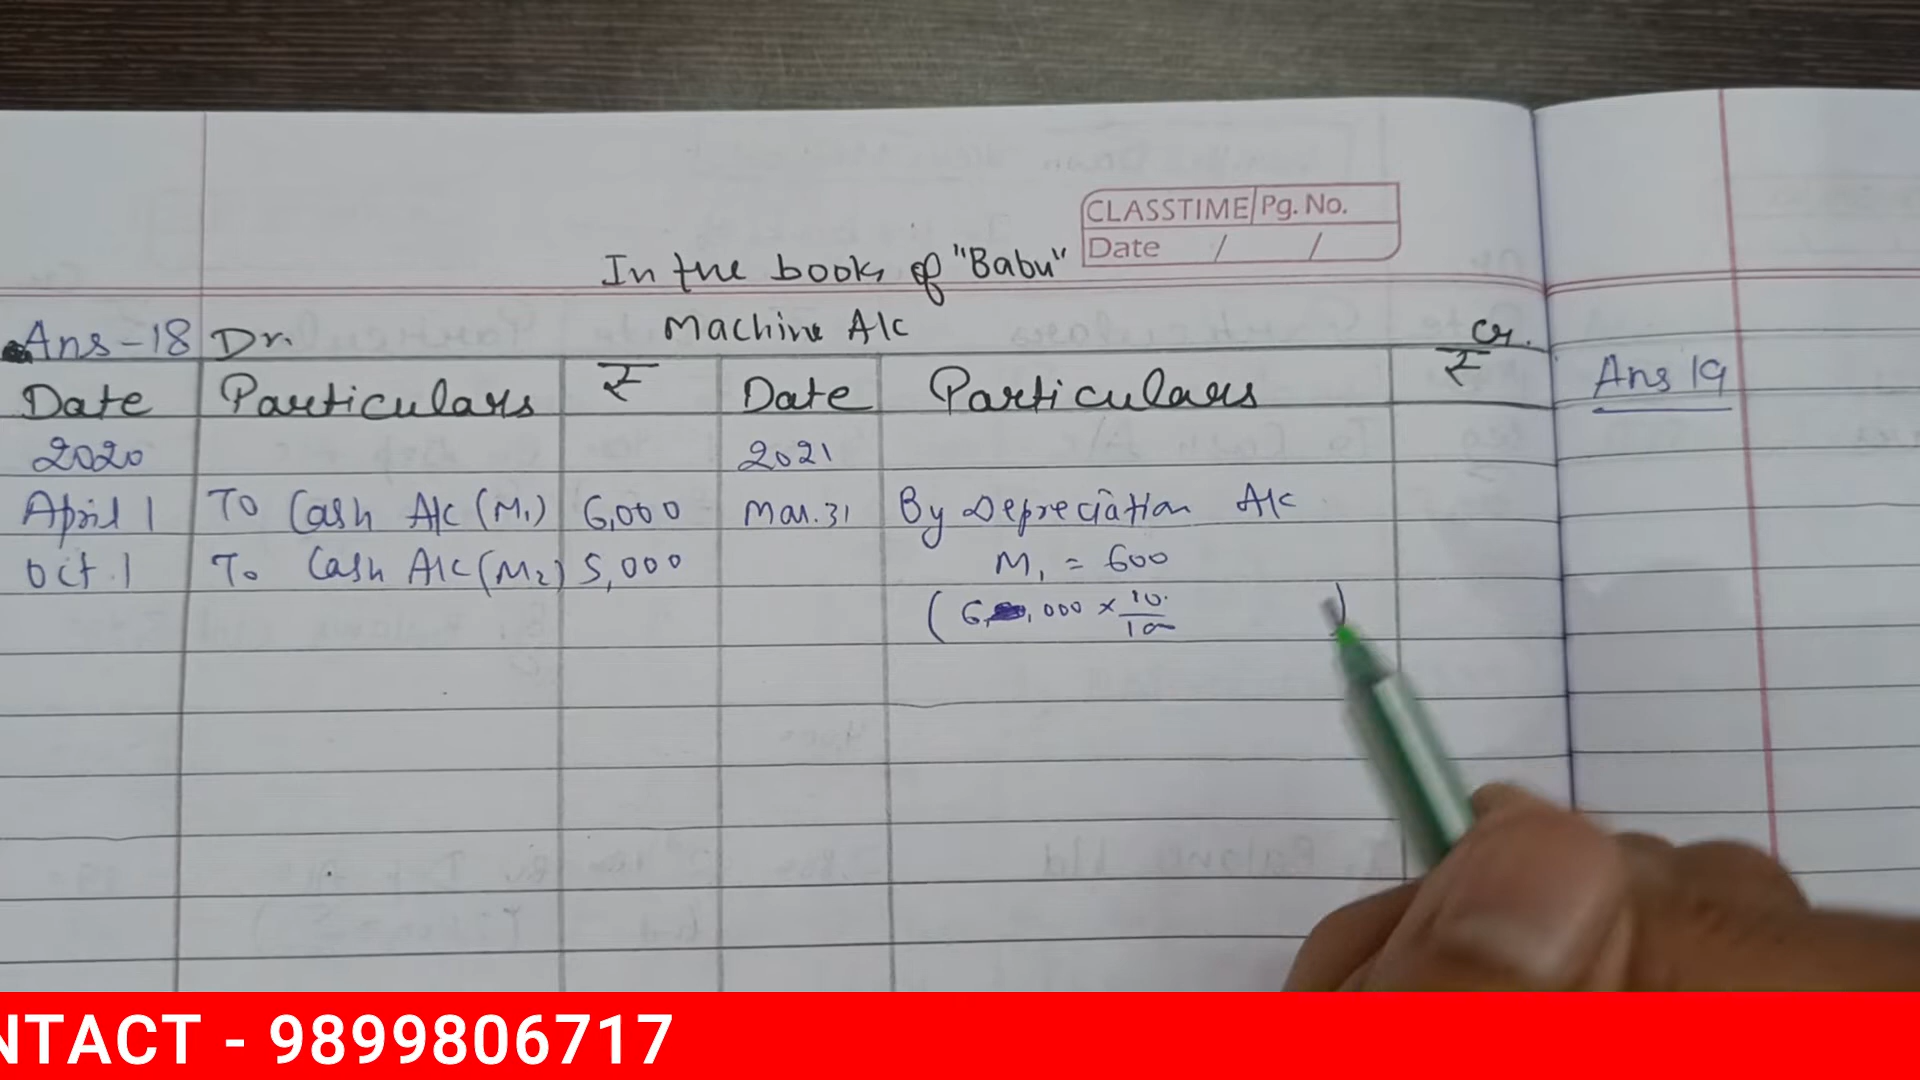 CLASSTIME Pg. No.
Date / /
In the books of "Babu"
Ans-18 Dr. Machine A/c Cr.
Date Particulars ₹ Date Particulars ₹
2020 2021
April 1 To Cash A/c (M1) 6,000 Mar. 31 By Depreciation A/c
Oct. 1 To Cash A/c (M2) 5,000 M1 = 600
(6,000 × 10/100)
Ans 19
NTACT - 9899806717